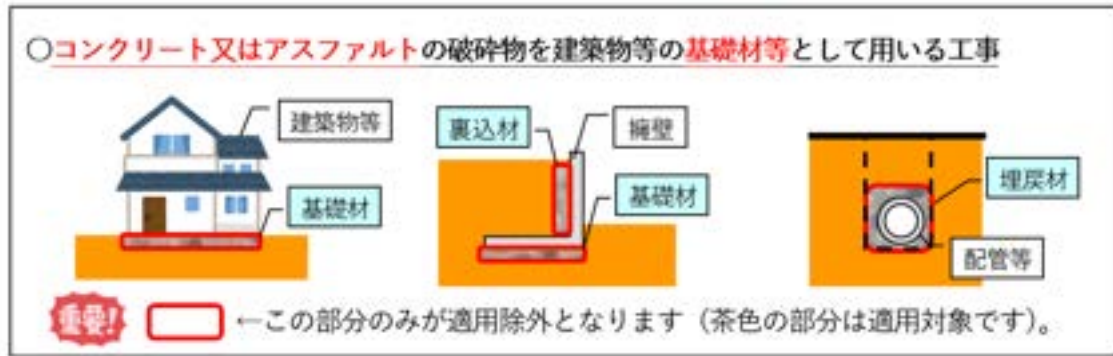 ○コンクリート又はアスファルトの破砕物を建築物等の基礎材等として用いる工事
建築物等
基礎材
裏込材
擁壁
基礎材
埋戻材
配管等
重要!
←この部分のみが適用除外となります（茶色の部分は適用対象です）。